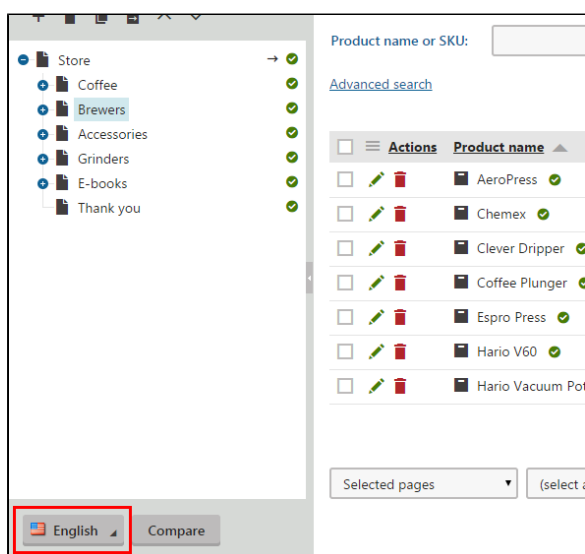 Store
Coffee
Brewers
Accessories
Grinders
E-books
Thank you
English
Compare
Product name or SKU:
Advanced search
Actions Product name
AeroPress
Chemex
Clever Dripper
Coffee Plunger
Espro Press
Hario V60
Hario Vacuum Pot
Selected pages (select a